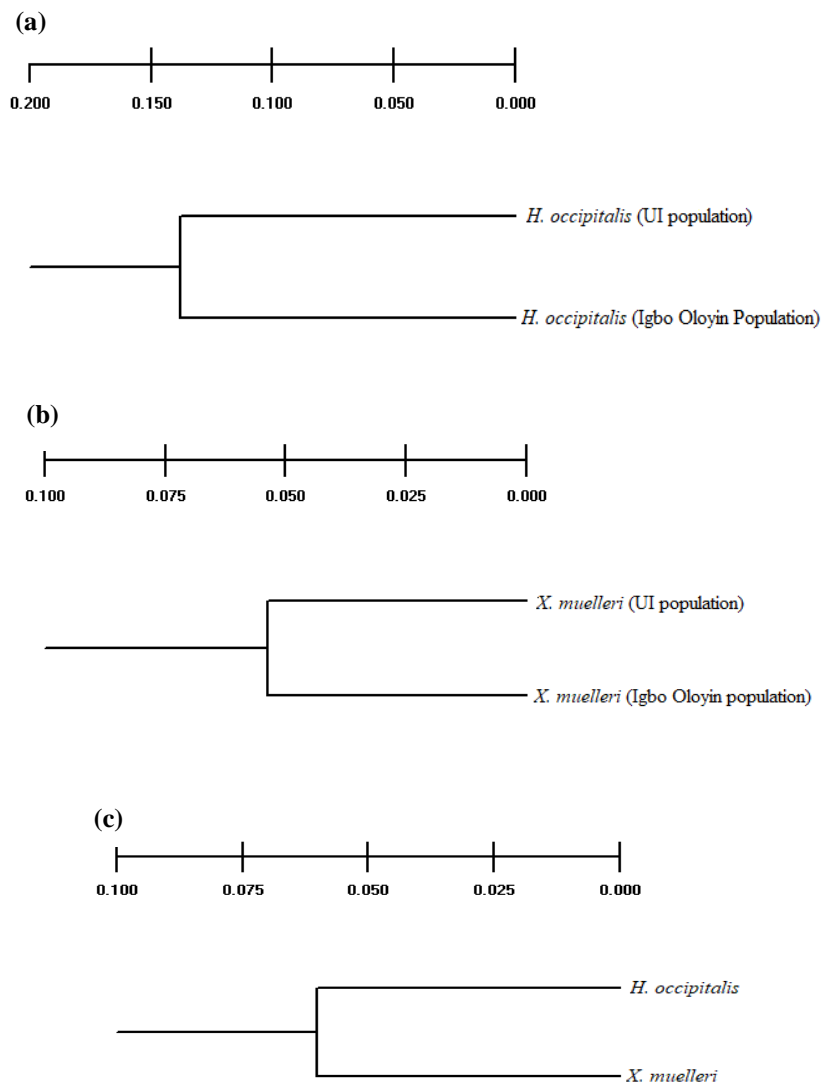 (a)
0.200 0.150 0.100 0.050 0.000
H. occipitalis (UI population)
H. occipitalis (Igbo Oloyin Population)
(b)
0.100 0.075 0.050 0.025 0.000
X. muelleri (UI population)
X. muelleri (Igbo Oloyin population)
(c)
0.100 0.075 0.050 0.025 0.000
H. occipitalis
X. muelleri